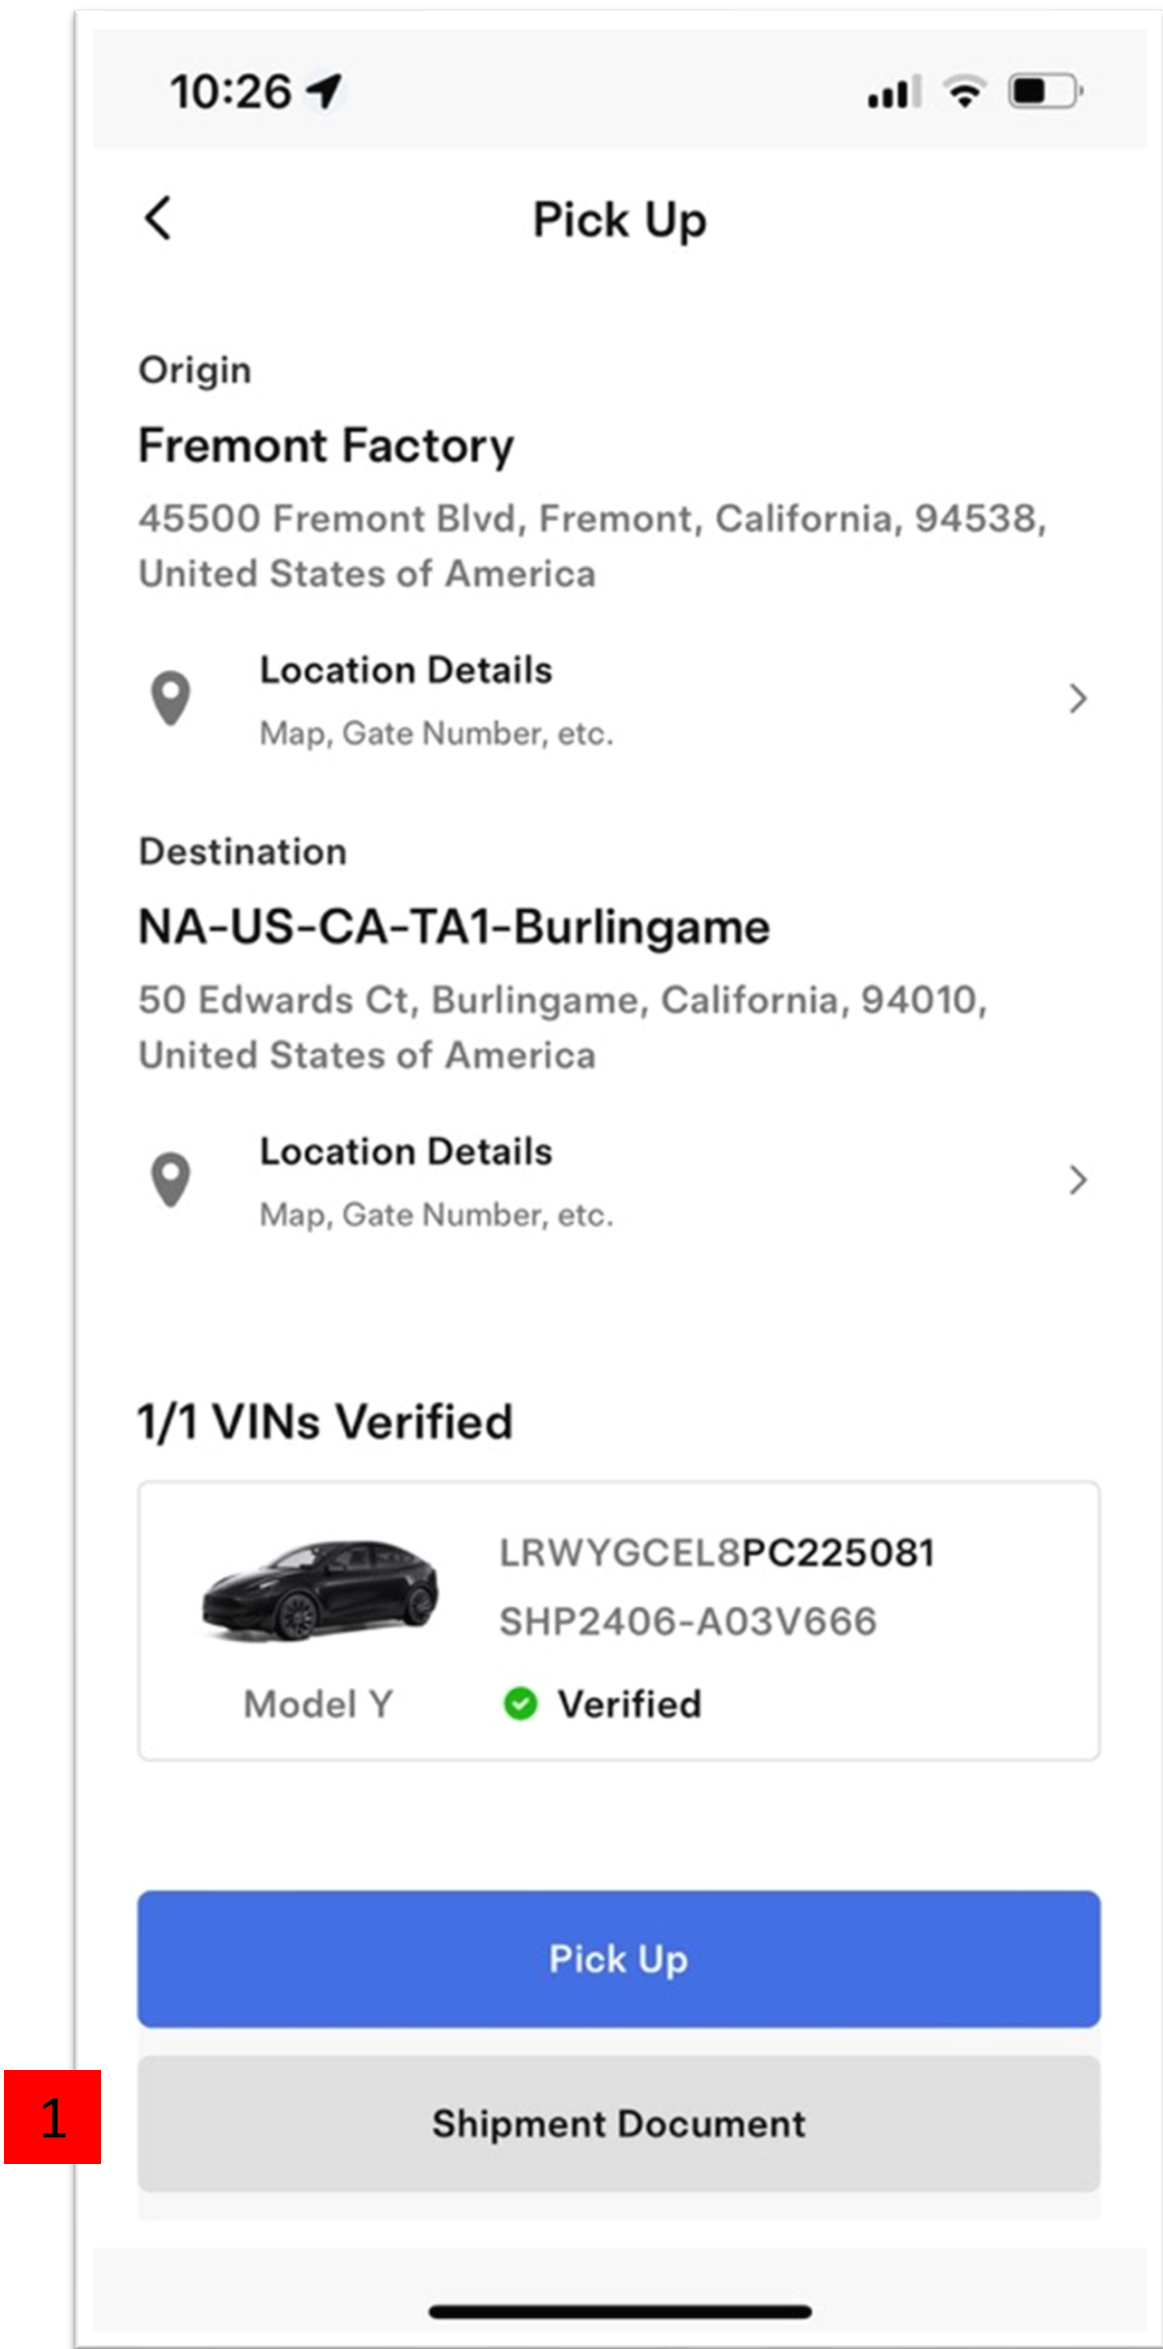 10:26
Pick Up
Origin
Fremont Factory
45500 Fremont Blvd, Fremont, California, 94538,
United States of America
Location Details
Map, Gate Number, etc.
Destination
NA-US-CA-TA1-Burlingame
50 Edwards Ct, Burlingame, California, 94010,
United States of America
Location Details
Map, Gate Number, etc.
1/1 VINs Verified
LRWYGCEL8PC225081
SHP2406-A03V666
Model Y
Verified
Pick Up
1
Shipment Document